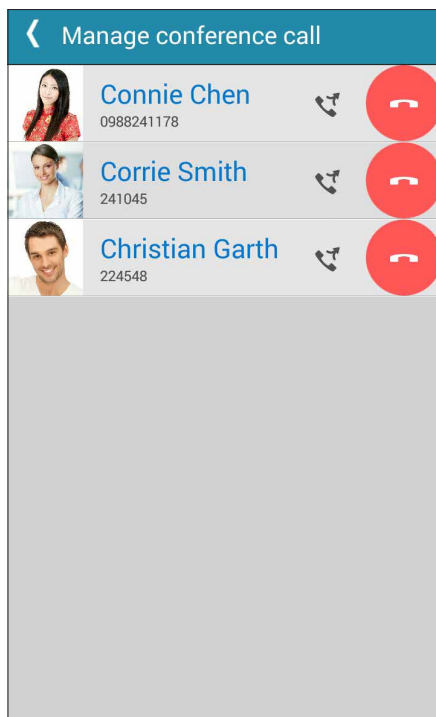 Manage conference call
Connie Chen
0988241178
Corrie Smith
241045
Christian Garth
224548